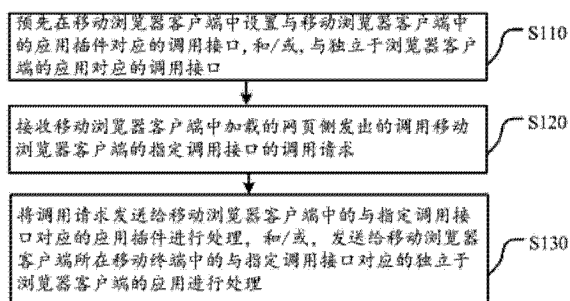 预先在移动浏览器客户端中设置与移动浏览器客户端中
的应用插件对应的调用接口,和/或,与独立于浏览器客户
端的应用对应的调用接口
S110
接收移动浏览器客户端中加载的网页侧发出的调用移动
浏览器客户端的指定调用接口的调用请求
S120
将调用请求发送给移动浏览器客户端中的与指定调用接
口对应的应用插件进行处理，和/或，发送给移动浏览器
客户端所在移动终端中的与指定调用接口对应的独立于
浏览器客户端的应用进行处理
S130